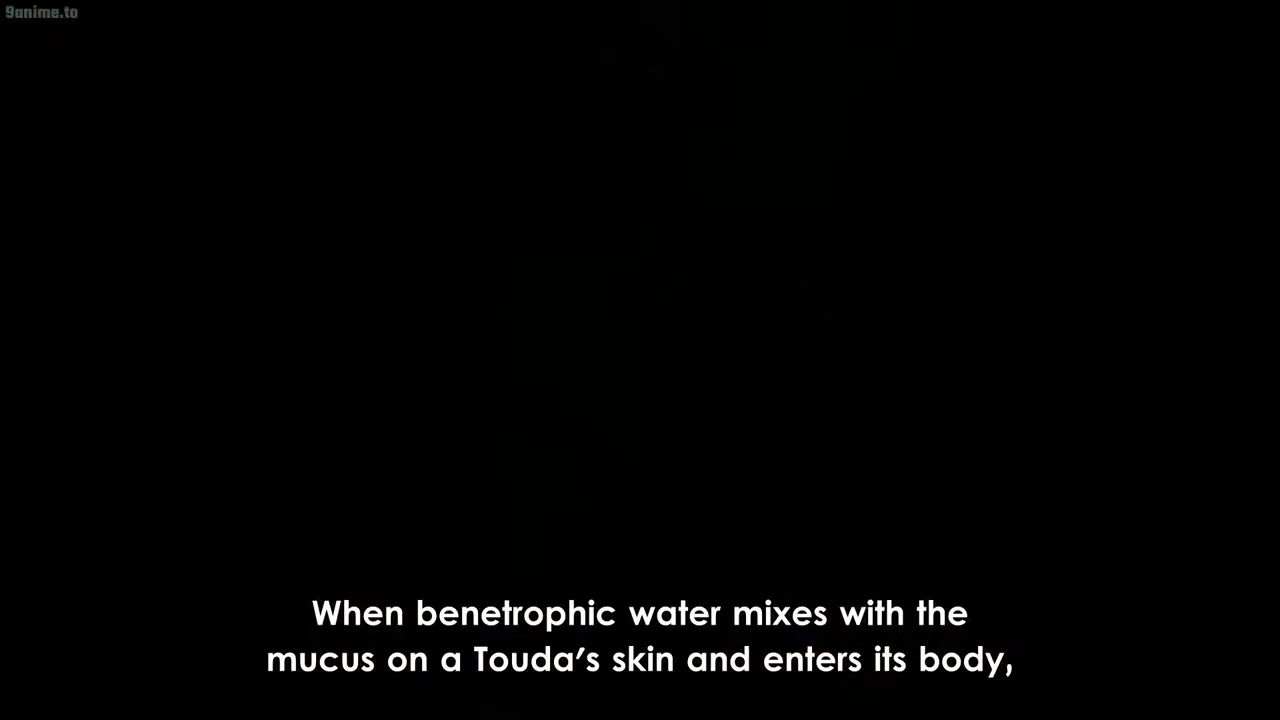 9anime.to
When benetrophic water mixes with the
mucus on a Touda's skin and enters its body,